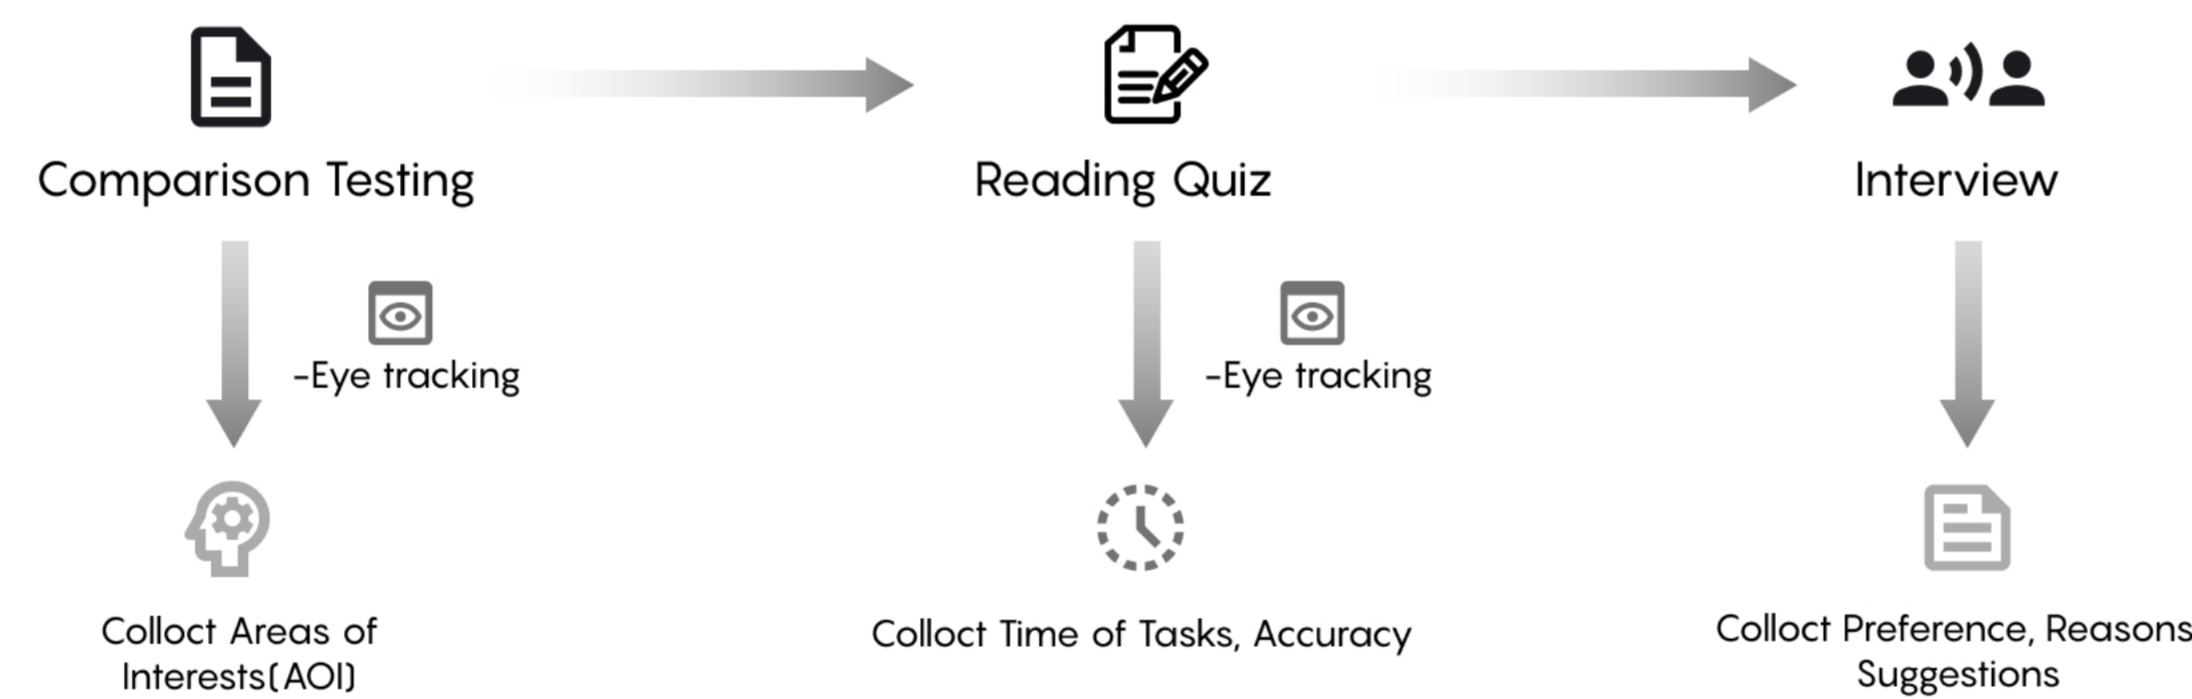 Comparison Testing
Reading Quiz
Interview
-Eye tracking
-Eye tracking
Colloct Areas of
Interests(AOI)
Colloct Time of Tasks, Accuracy
Colloct Preference, Reasons
Suggestions